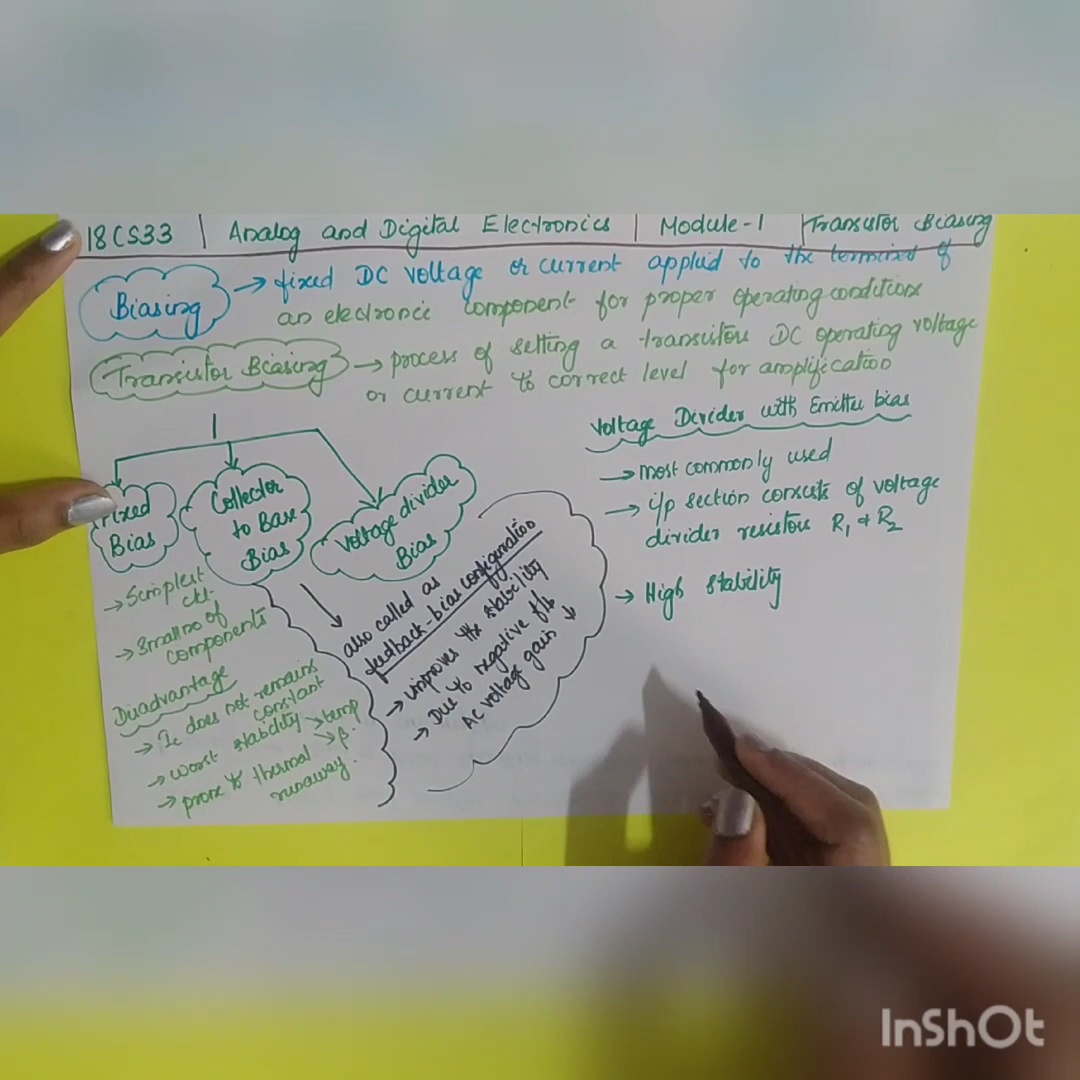 18CS33 | Analog and Digital Electronics | Module-1 | Transistor Biasing
Biasing → fixed DC voltage or current applied to the terminal of
an electronic component for proper operating conditions
Transistor Biasing → process of setting a transistors DC operating voltage
or current to correct level for amplification
Fixed
Bias
→ Simplest
ckt.
→ Small no of
components
Disadvantage
→ Ic does not remains
constant
→ worst stability → temp
→ β.
→ prone to thermal
runaway.
Collector
to Base
Bias
also called as
feedback-bias configuration
→ improves the stability
→ Due to negative f/b
AC voltage gain ↓
Voltage divider
Bias
Voltage Divider with Emitter bias
→ most commonly used
→ i/p section consists of voltage
divider resistors R1 & R2
→ High stability
InShOt